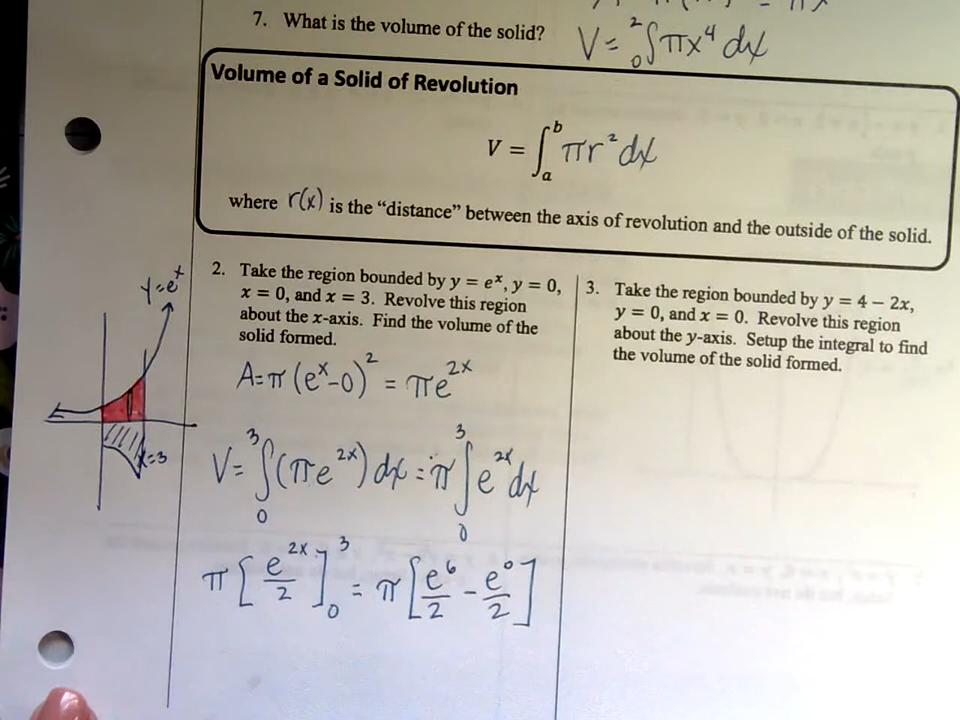 7. What is the volume of the solid?
V = ₀∫² πx⁴ dx
Volume of a Solid of Revolution
V = ∫ₐᵇ πr² dx
where r(x) is the "distance" between the axis of revolution and the outside of the solid.
y=eˣ
x=3
2. Take the region bounded by y = eˣ, y = 0,
x = 0, and x = 3. Revolve this region
about the x-axis. Find the volume of the
solid formed.
A = π(eˣ-0)² = πe²ˣ
V = ₀∫³ (πe²ˣ) dx = π ∫₀³ e²ˣ dx
π[e²ˣ/2]₀³ = π[e⁶/2 - e⁰/2]
3. Take the region bounded by y = 4 − 2x,
y = 0, and x = 0. Revolve this region
about the y-axis. Setup the integral to find
the volume of the solid formed.